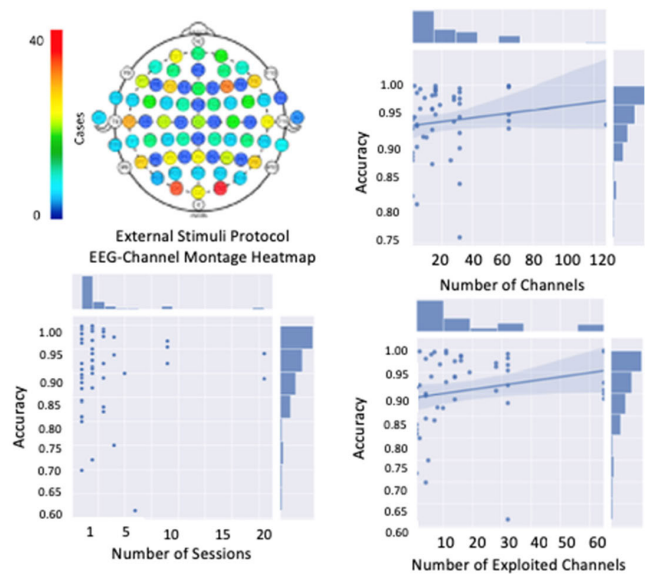 40
Cases
0
External Stimuli Protocol
EEG-Channel Montage Heatmap
Accuracy
1.00
0.95
0.90
0.85
0.80
0.75
20 40 60 80 100 120
Number of Channels
Accuracy
1.00
0.95
0.90
0.85
0.80
0.75
0.70
0.65
0.60
1 5 10 15 20
Number of Sessions
Accuracy
1.00
0.95
0.90
0.85
0.80
0.75
0.70
0.65
0.60
10 20 30 40 50 60
Number of Exploited Channels